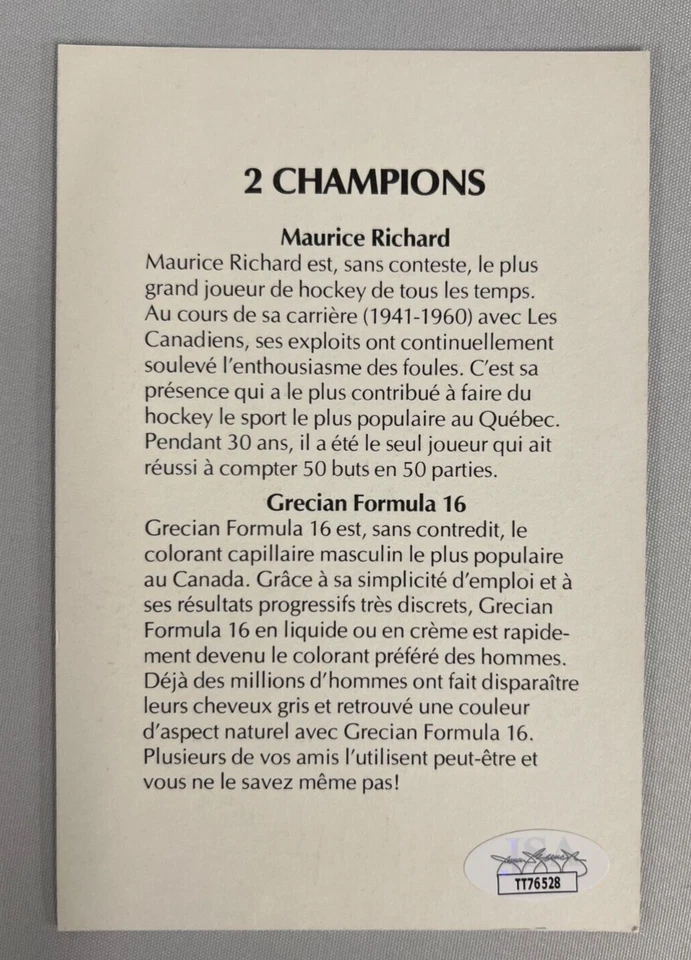 2 CHAMPIONS
Maurice Richard
Maurice Richard est, sans conteste, le plus
grand joueur de hockey de tous les temps.
Au cours de sa carrière (1941-1960) avec Les
Canadiens, ses exploits ont continuellement
soulevé l'enthousiasme des foules. C'est sa
présence qui a le plus contribué à faire du
hockey le sport le plus populaire au Québec.
Pendant 30 ans, il a été le seul joueur qui ait
réussi à compter 50 buts en 50 parties.
Grecian Formula 16
Grecian Formula 16 est, sans contredit, le
colorant capillaire masculin le plus populaire
au Canada. Grâce à sa simplicité d'emploi et à
ses résultats progressifs très discrets, Grecian
Formula 16 en liquide ou en crème est rapide-
ment devenu le colorant préféré des hommes.
Déjà des millions d'hommes ont fait disparaître
leurs cheveux gris et retrouvé une couleur
d'aspect naturel avec Grecian Formula 16.
Plusieurs de vos amis l'utilisent peut-être et
vous ne le savez même pas!
JSA
TT76528